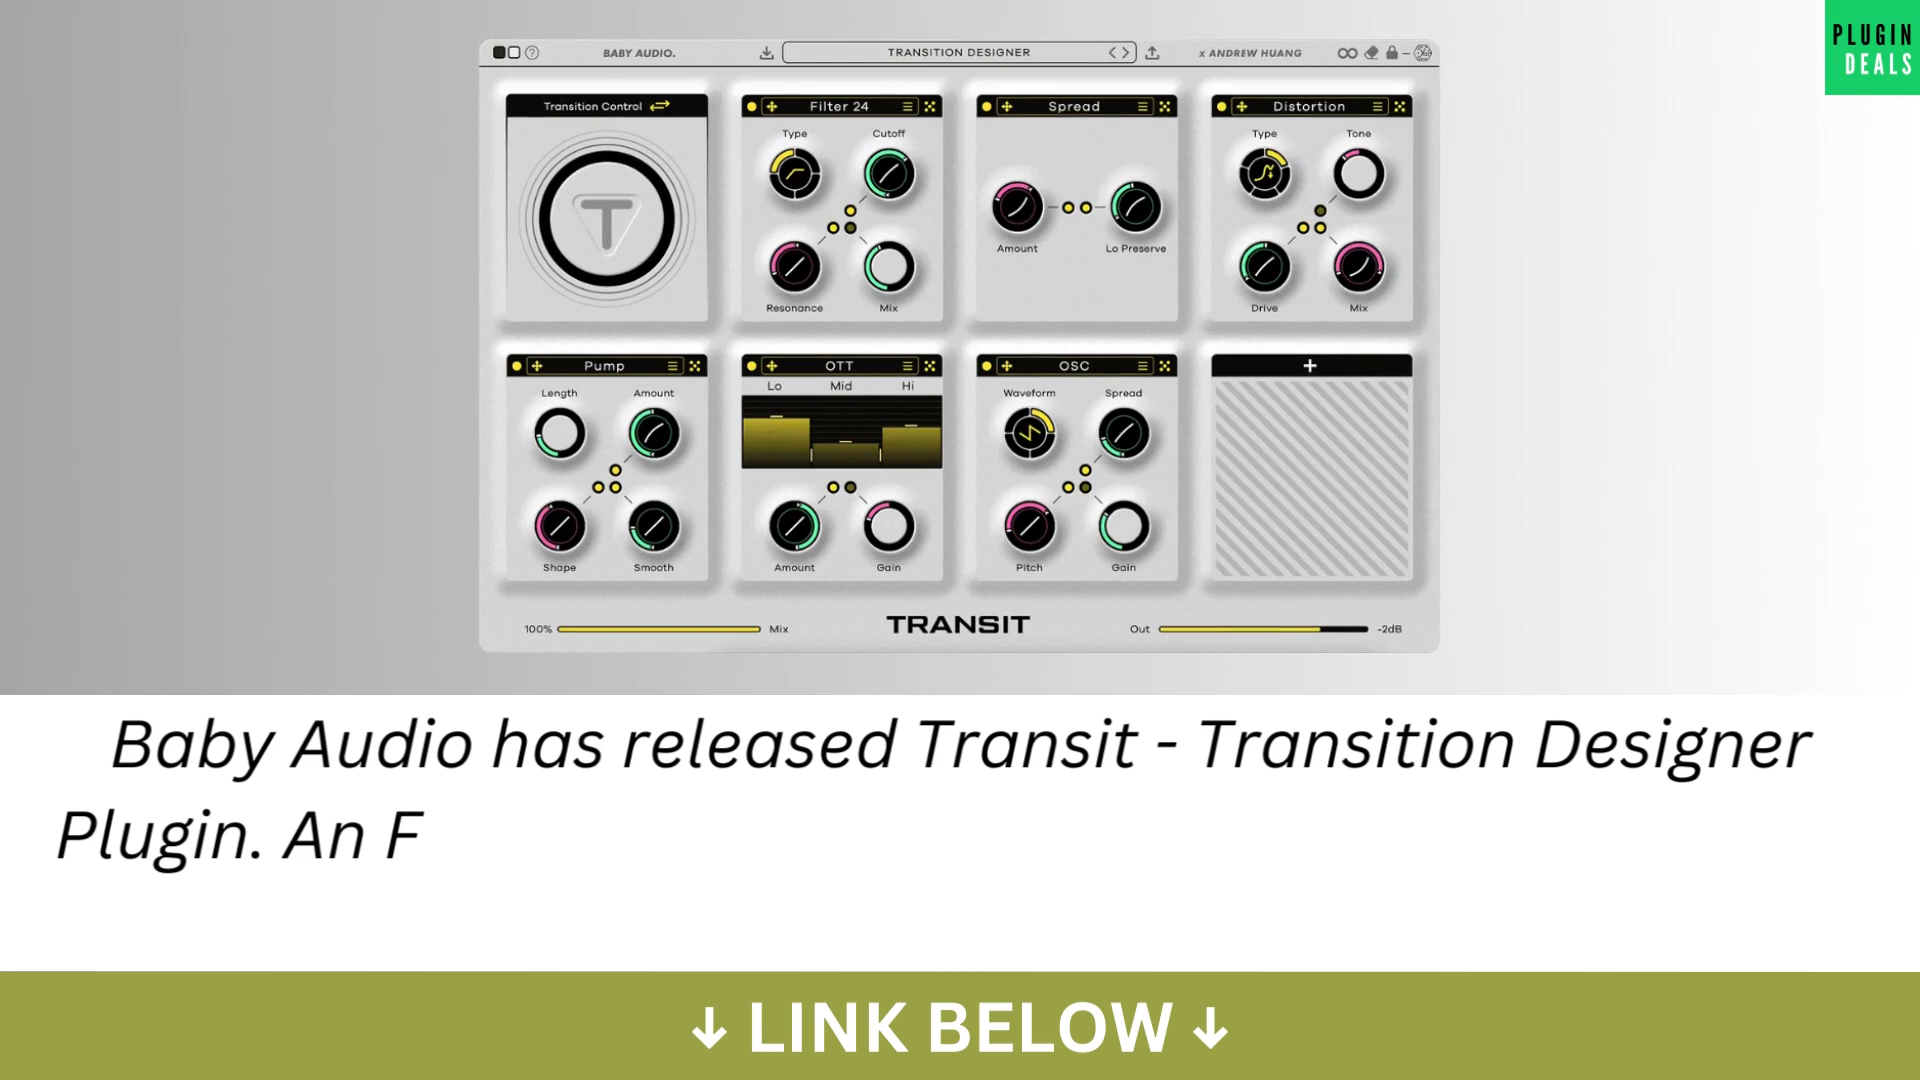 PLUGIN
DEALS
BABY AUDIO.
TRANSITION DESIGNER
x ANDREW HUANG
Transition Control
Filter 24
Type
Cutoff
Resonance
Mix
Spread
Amount
Lo Preserve
Distortion
Type
Tone
Drive
Mix
Pump
Length
Amount
Shape
Smooth
OTT
Lo Mid Hi
Amount
Gain
OSC
Waveform
Spread
Pitch
Gain
100% Mix
TRANSIT
Out -2dB
Baby Audio has released Transit - Transition Designer
Plugin. An F
↓ LINK BELOW ↓